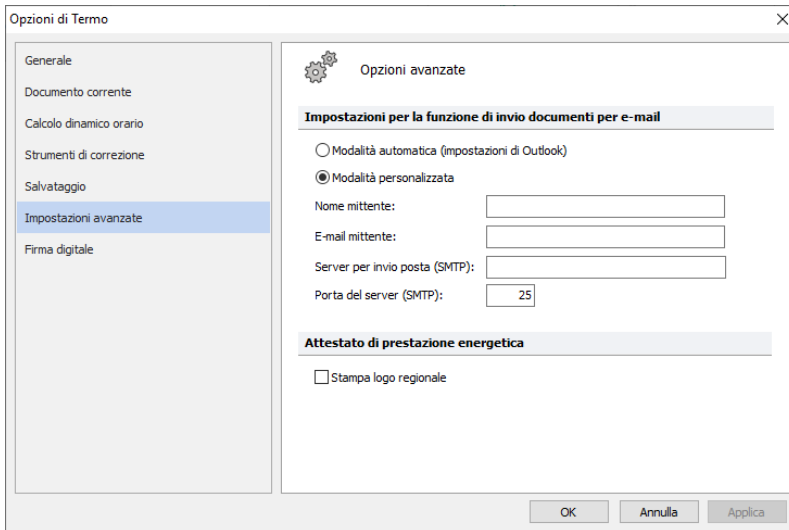 Opzioni di Termo
Generale
Documento corrente
Calcolo dinamico orario
Strumenti di correzione
Salvataggio
Impostazioni avanzate
Firma digitale
Opzioni avanzate
Impostazioni per la funzione di invio documenti per e-mail
Modalità automatica (impostazioni di Outlook)
Modalità personalizzata
Nome mittente:
E-mail mittente:
Server per invio posta (SMTP):
Porta del server (SMTP): 25
Attestato di prestazione energetica
Stampa logo regionale
OK Annulla Applica